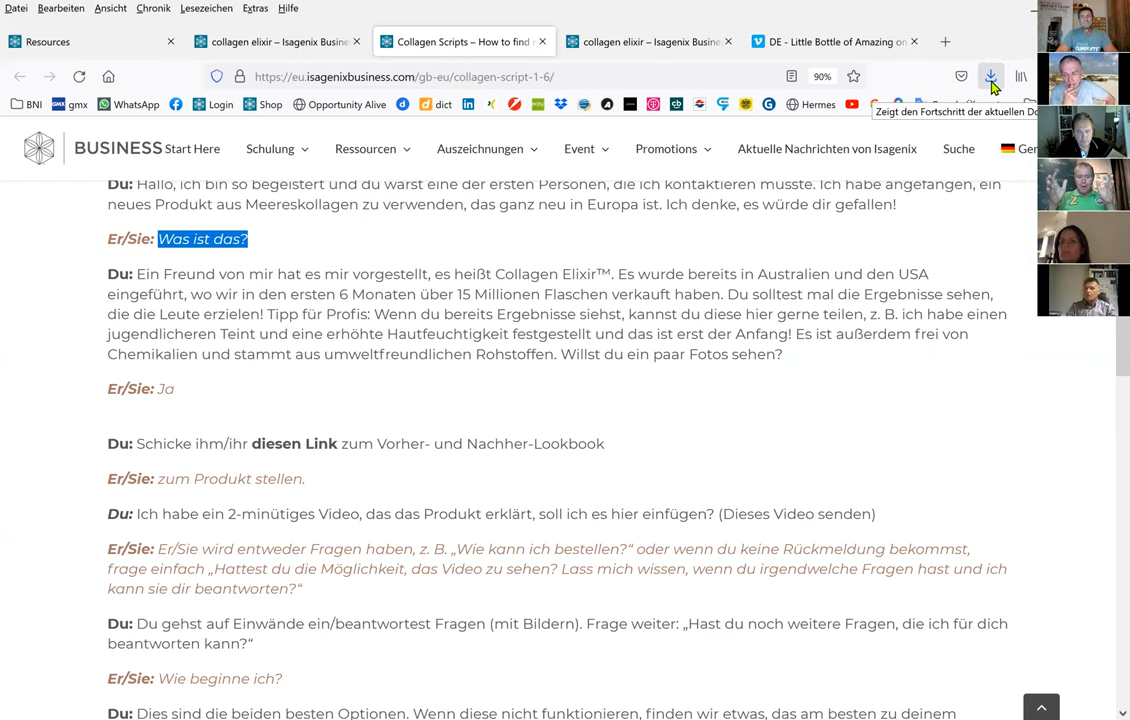 Datei Bearbeiten Ansicht Chronik Lesezeichen Extras Hilfe
Resources
collagen elixir – Isagenix Busine
Collagen Scripts – How to find
collagen elixir – Isagenix Busine
DE - Little Bottle of Amazing on
https://eu.isagenixbusiness.com/gb-eu/collagen-script-1-6/
90%
BNI gmx WhatsApp Login Shop Opportunity Alive dict Hermes
Zeigt den Fortschritt der aktuellen Do
BUSINESS Start Here Schulung Ressourcen Auszeichnungen Event Promotions Aktuelle Nachrichten von Isagenix Suche Ger
Du: Hallo, ich bin so begeistert und du warst eine der ersten Personen, die ich kontaktieren musste. Ich habe angefangen, ein
neues Produkt aus Meereskollagen zu verwenden, das ganz neu in Europa ist. Ich denke, es würde dir gefallen!
Er/Sie: Was ist das?
Du: Ein Freund von mir hat es mir vorgestellt, es heißt Collagen Elixir™. Es wurde bereits in Australien und den USA
eingeführt, wo wir in den ersten 6 Monaten über 15 Millionen Flaschen verkauft haben. Du solltest mal die Ergebnisse sehen,
die die Leute erzielen! Tipp für Profis: Wenn du bereits Ergebnisse siehst, kannst du diese hier gerne teilen, z. B. ich habe einen
jugendlicheren Teint und eine erhöhte Hautfeuchtigkeit festgestellt und das ist erst der Anfang! Es ist außerdem frei von
Chemikalien und stammt aus umweltfreundlichen Rohstoffen. Willst du ein paar Fotos sehen?
Er/Sie: Ja
Du: Schicke ihm/ihr diesen Link zum Vorher- und Nachher-Lookbook
Er/Sie: zum Produkt stellen.
Du: Ich habe ein 2-minütiges Video, das das Produkt erklärt, soll ich es hier einfügen? (Dieses Video senden)
Er/Sie: Er/Sie wird entweder Fragen haben, z. B. „Wie kann ich bestellen?“ oder wenn du keine Rückmeldung bekommst,
frage einfach „Hattest du die Möglichkeit, das Video zu sehen? Lass mich wissen, wenn du irgendwelche Fragen hast und ich
kann sie dir beantworten?“
Du: Du gehst auf Einwände ein/beantwortest Fragen (mit Bildern). Frage weiter: „Hast du noch weitere Fragen, die ich für dich
beantworten kann?“
Er/Sie: Wie beginne ich?
Du: Dies sind die beiden besten Optionen. Wenn diese nicht funktionieren, finden wir etwas, das am besten zu deinem